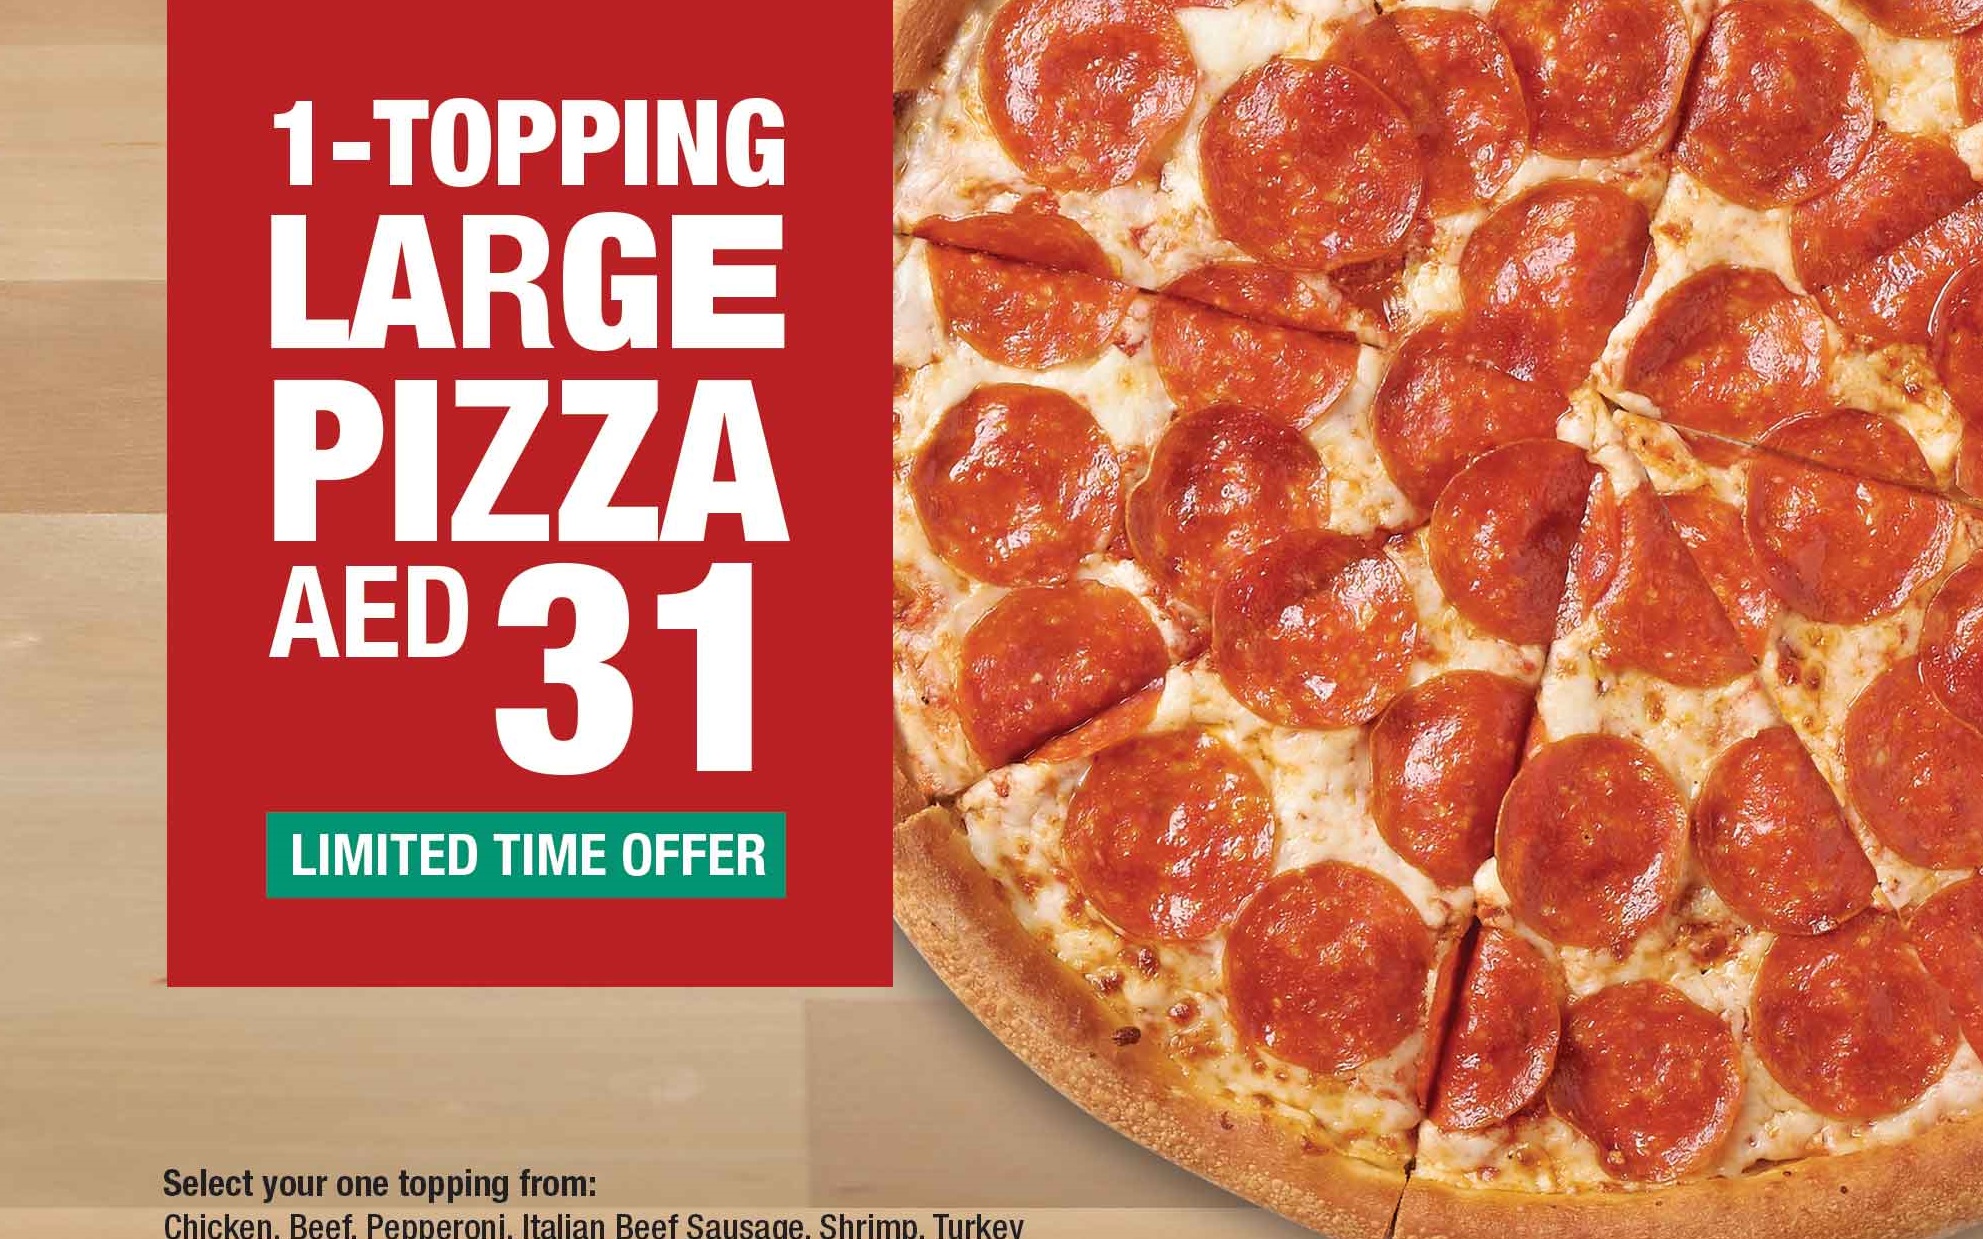 1-TOPPING
LARGE
PIZZA
AED 31
LIMITED TIME OFFER
Select your one topping from:
Chicken, Beef, Pepperoni, Italian Beef Sausage, Shrimp, Turkey